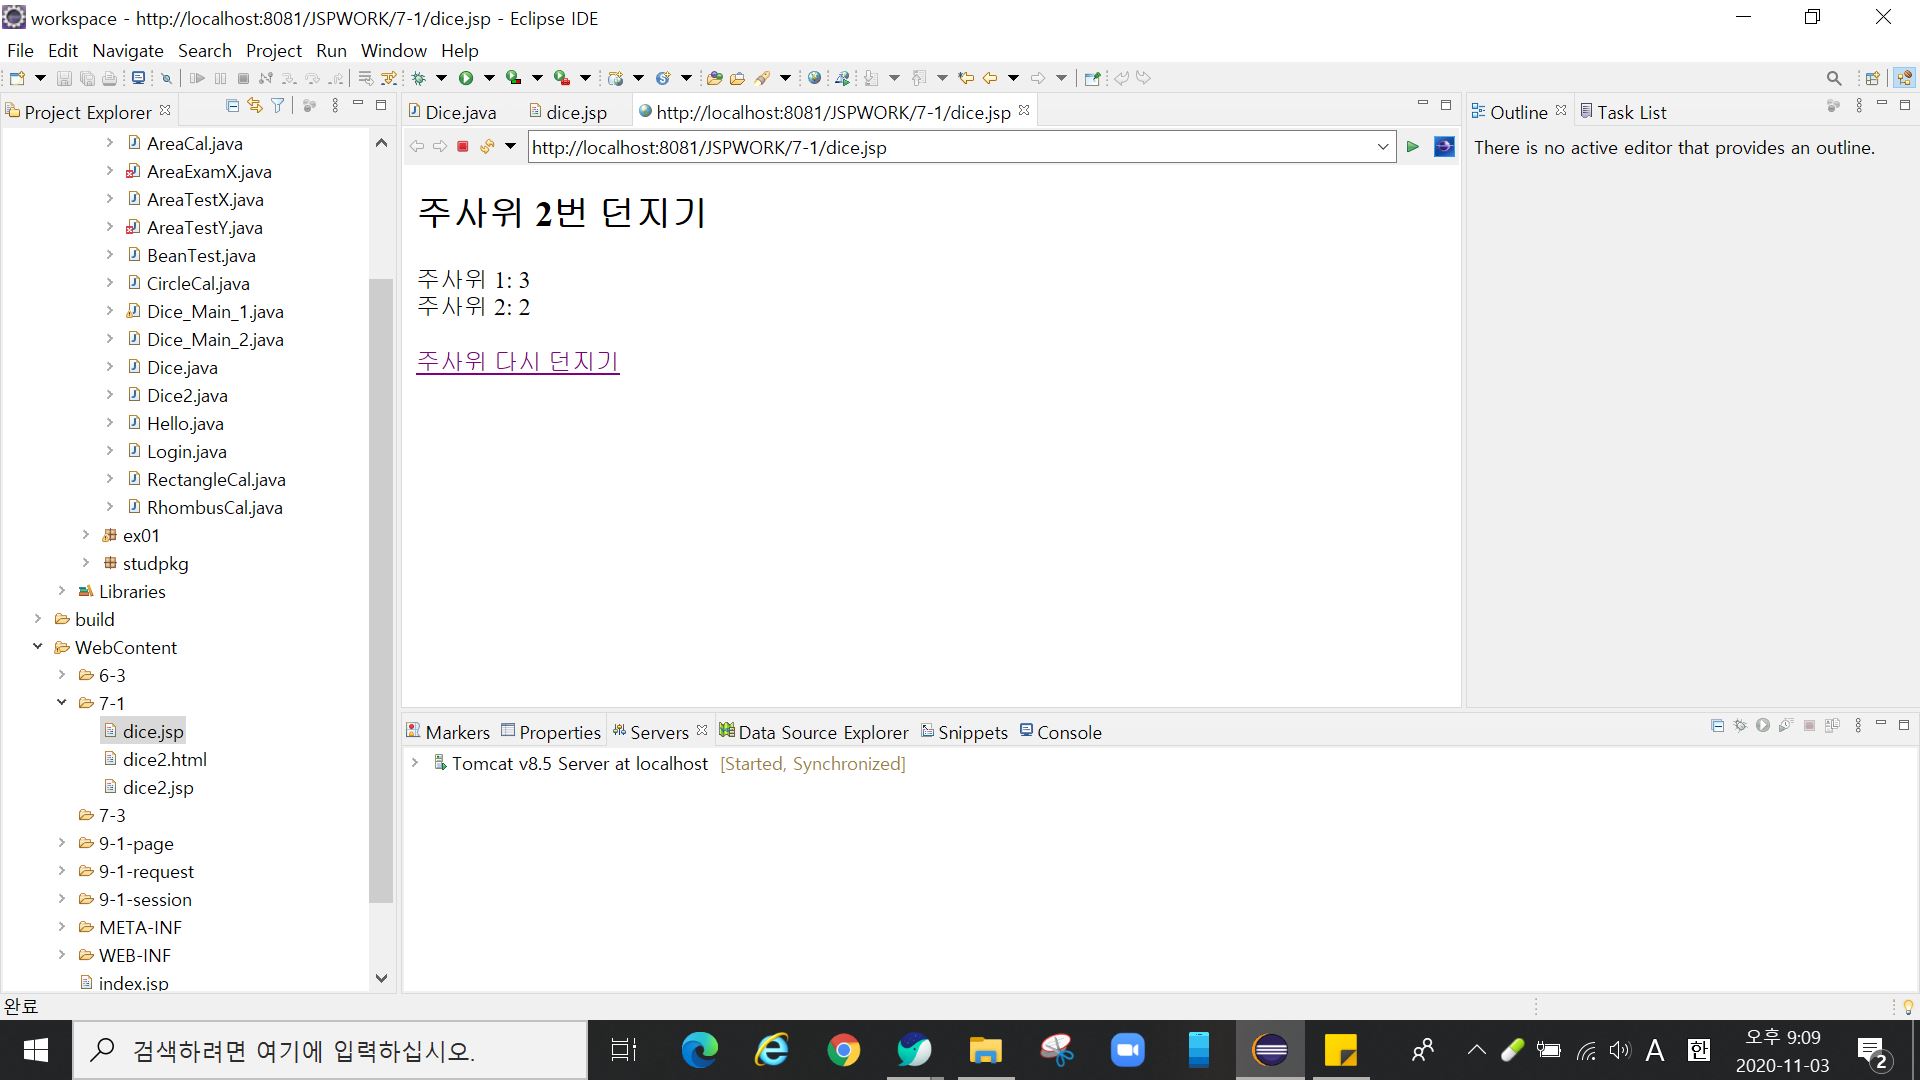 workspace - http://localhost:8081/JSPWORK/7-1/dice.jsp - Eclipse IDE
File Edit Navigate Search Project Run Window Help
Project Explorer
AreaCal.java
AreaExamX.java
AreaTestX.java
AreaTestY.java
BeanTest.java
CircleCal.java
Dice_Main_1.java
Dice_Main_2.java
Dice.java
Dice2.java
Hello.java
Login.java
RectangleCal.java
RhombusCal.java
ex01
studpkg
Libraries
build
WebContent
6-3
7-1
dice.jsp
dice2.html
dice2.jsp
7-3
9-1-page
9-1-request
9-1-session
META-INF
WEB-INF
index.jsp
Dice.java dice.jsp http://localhost:8081/JSPWORK/7-1/dice.jsp
http://localhost:8081/JSPWORK/7-1/dice.jsp
주사위 2번 던지기
주사위 1: 3
주사위 2: 2
주사위 다시 던지기
Outline Task List
There is no active editor that provides an outline.
Markers Properties Servers Data Source Explorer Snippets Console
Tomcat v8.5 Server at localhost [Started, Synchronized]
완료
검색하려면 여기에 입력하십시오.
A 한
오후 9:09
2020-11-03
2